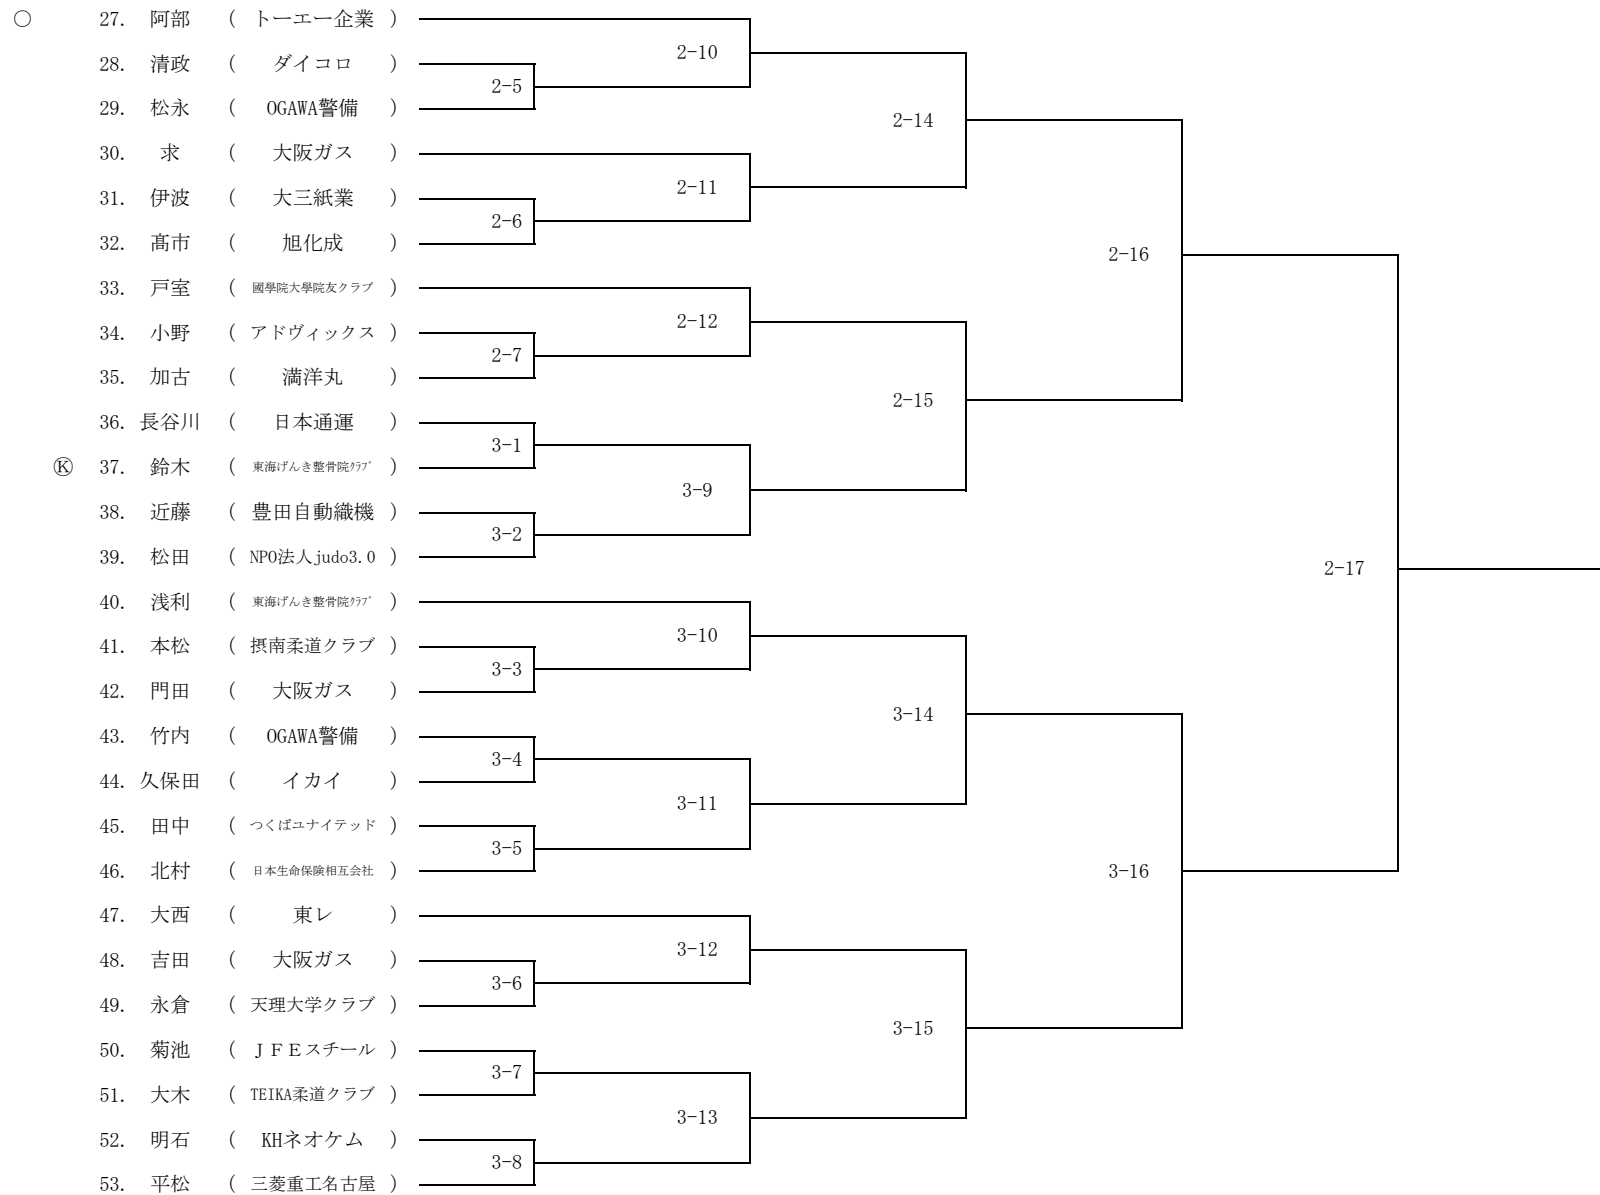 ○ 27. 阿部 ( トーエー企業 )
2-10
28. 清政 ( ダイコロ )
2-5
29. 松永 ( OGAWA警備 )
2-14
30. 求 ( 大阪ガス )
2-11
31. 伊波 ( 大三紙業 )
2-6
32. 髙市 ( 旭化成 )
2-16
33. 戸室 ( 國學院大學院友クラブ )
2-12
34. 小野 ( アドヴィックス )
2-7
35. 加古 ( 満洋丸 )
2-15
36. 長谷川 ( 日本通運 )
3-1
Ⓚ 37. 鈴木 ( 東海げんき整骨院ｸﾗﾌﾞ )
3-9
38. 近藤 ( 豊田自動織機 )
3-2
39. 松田 ( NPO法人judo3.0 )
2-17
40. 浅利 ( 東海げんき整骨院ｸﾗﾌﾞ )
3-10
41. 本松 ( 摂南柔道クラブ )
3-3
42. 門田 ( 大阪ガス )
3-14
43. 竹内 ( OGAWA警備 )
3-4
44. 久保田 ( イカイ )
3-11
45. 田中 ( つくばユナイテッド )
3-5
46. 北村 ( 日本生命保険相互会社 )
3-16
47. 大西 ( 東レ )
3-12
48. 吉田 ( 大阪ガス )
3-6
49. 永倉 ( 天理大学クラブ )
3-15
50. 菊池 ( ＪＦＥスチール )
3-7
51. 大木 ( TEIKA柔道クラブ )
3-13
52. 明石 ( KHネオケム )
3-8
53. 平松 ( 三菱重工名古屋 )